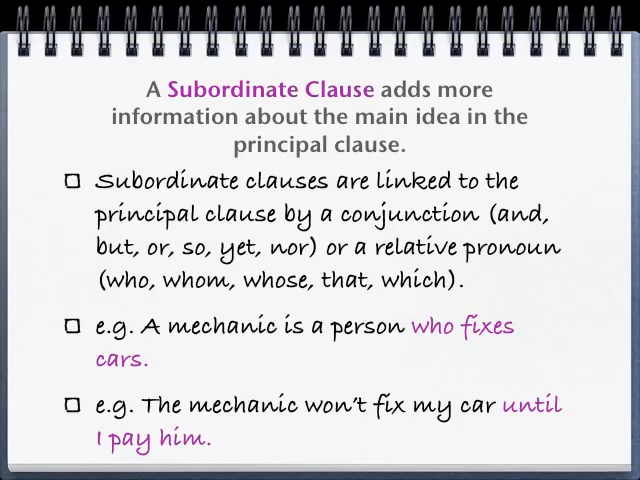 A Subordinate Clause adds more
information about the main idea in the
principal clause.
Subordinate clauses are linked to the
principal clause by a conjunction (and,
but, or, so, yet, nor) or a relative pronoun
(who, whom, whose, that, which).
e.g. A mechanic is a person who fixes
cars.
e.g. The mechanic won't fix my car until
I pay him.